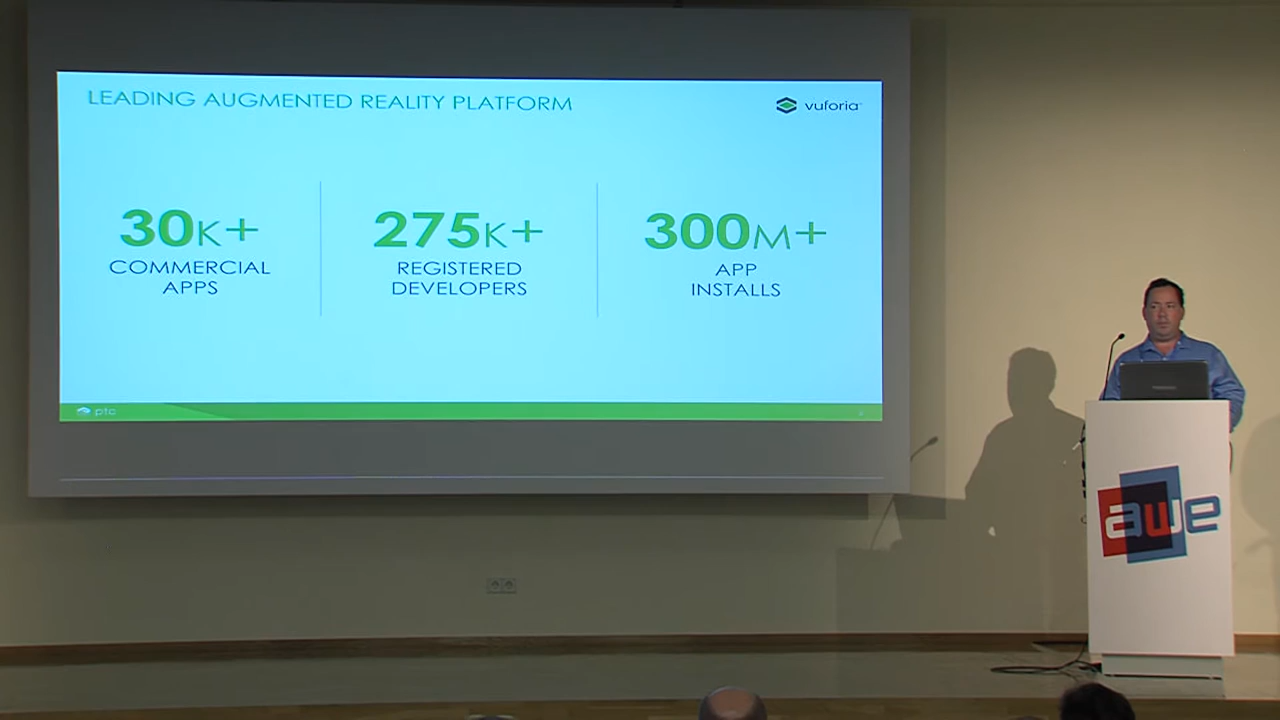 LEADING AUGMENTED REALITY PLATFORM
vuforia
30K+
COMMERCIAL
APPS
275K+
REGISTERED
DEVELOPERS
300M+
APP
INSTALLS
ptc
awe